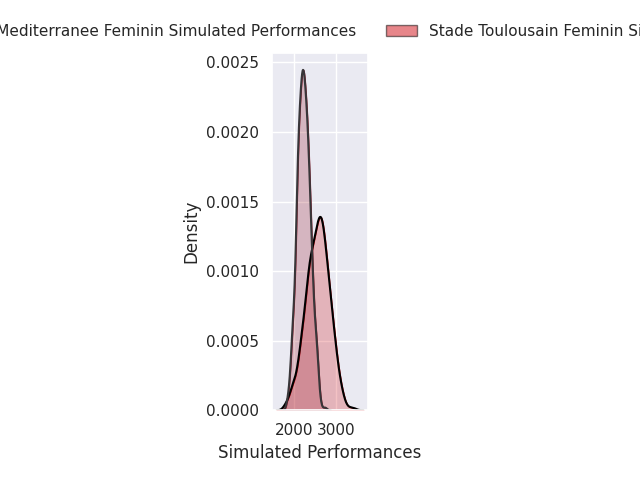 Mediterranee Feminin Simulated Performances
Stade Toulousain Feminin
0.0025
0.0020
0.0015
0.0010
0.0005
0.0000
Density
2000 3000
Simulated Performances